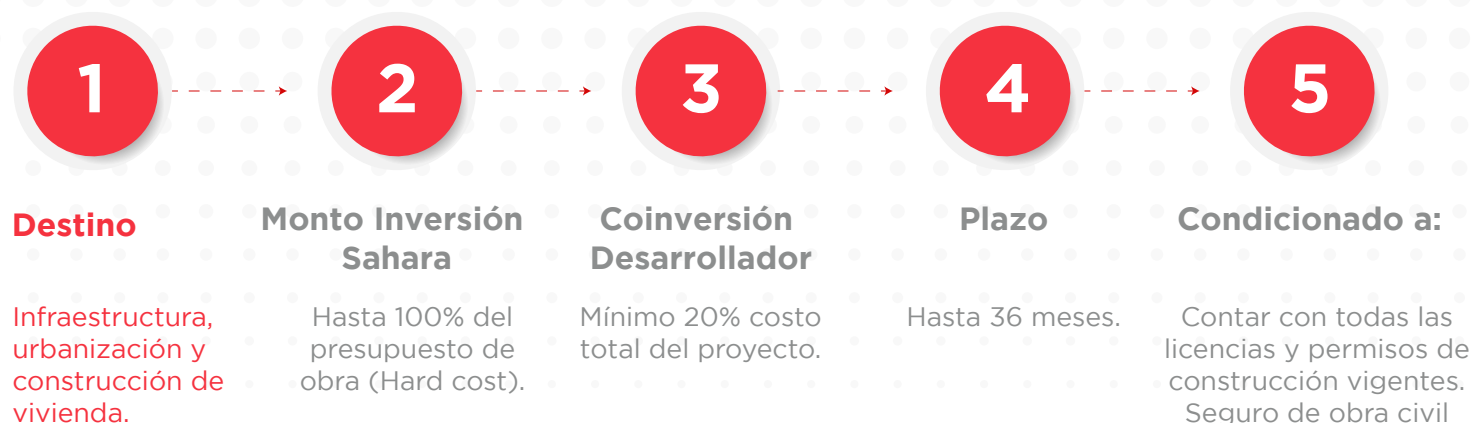 1
2
3
4
5
Destino
Infraestructura,
urbanización y
construcción de
vivienda.
Monto Inversión
Sahara
Hasta 100% del
presupuesto de
obra (Hard cost).
Coinversión
Desarrollador
Mínimo 20% costo
total del proyecto.
Plazo
Hasta 36 meses.
Condicionado a:
Contar con todas las
licencias y permisos de
construcción vigentes.
Seguro de obra civil